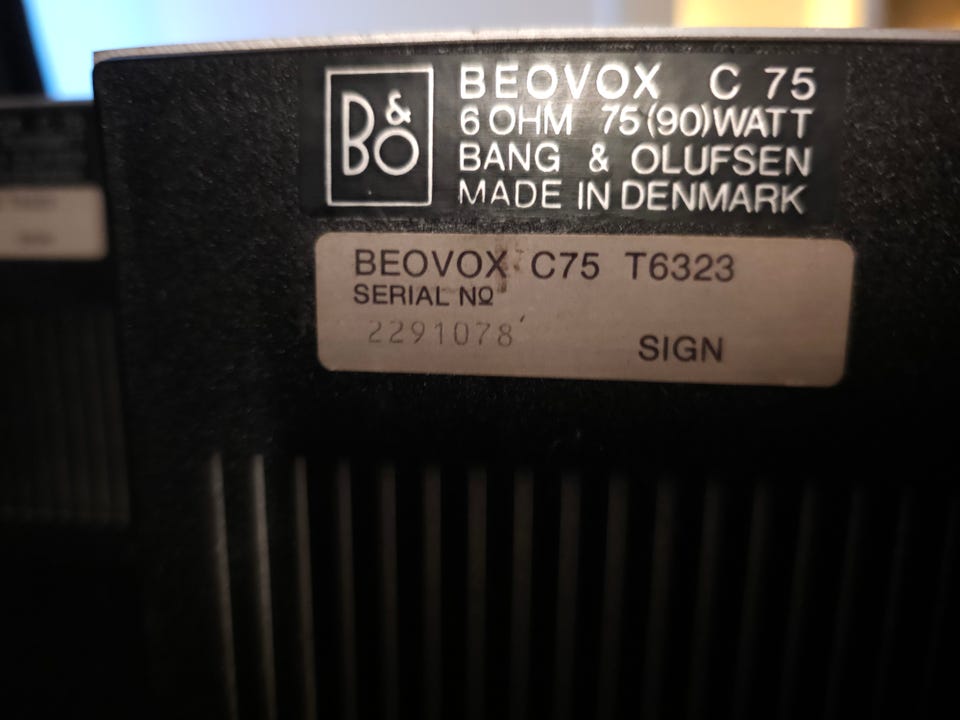 B&O
BEOVOX C 75
6 OHM 75(90)WATT
BANG & OLUFSEN
MADE IN DENMARK
BEOVOX C75 T6323
SERIAL Nº
2291078
SIGN